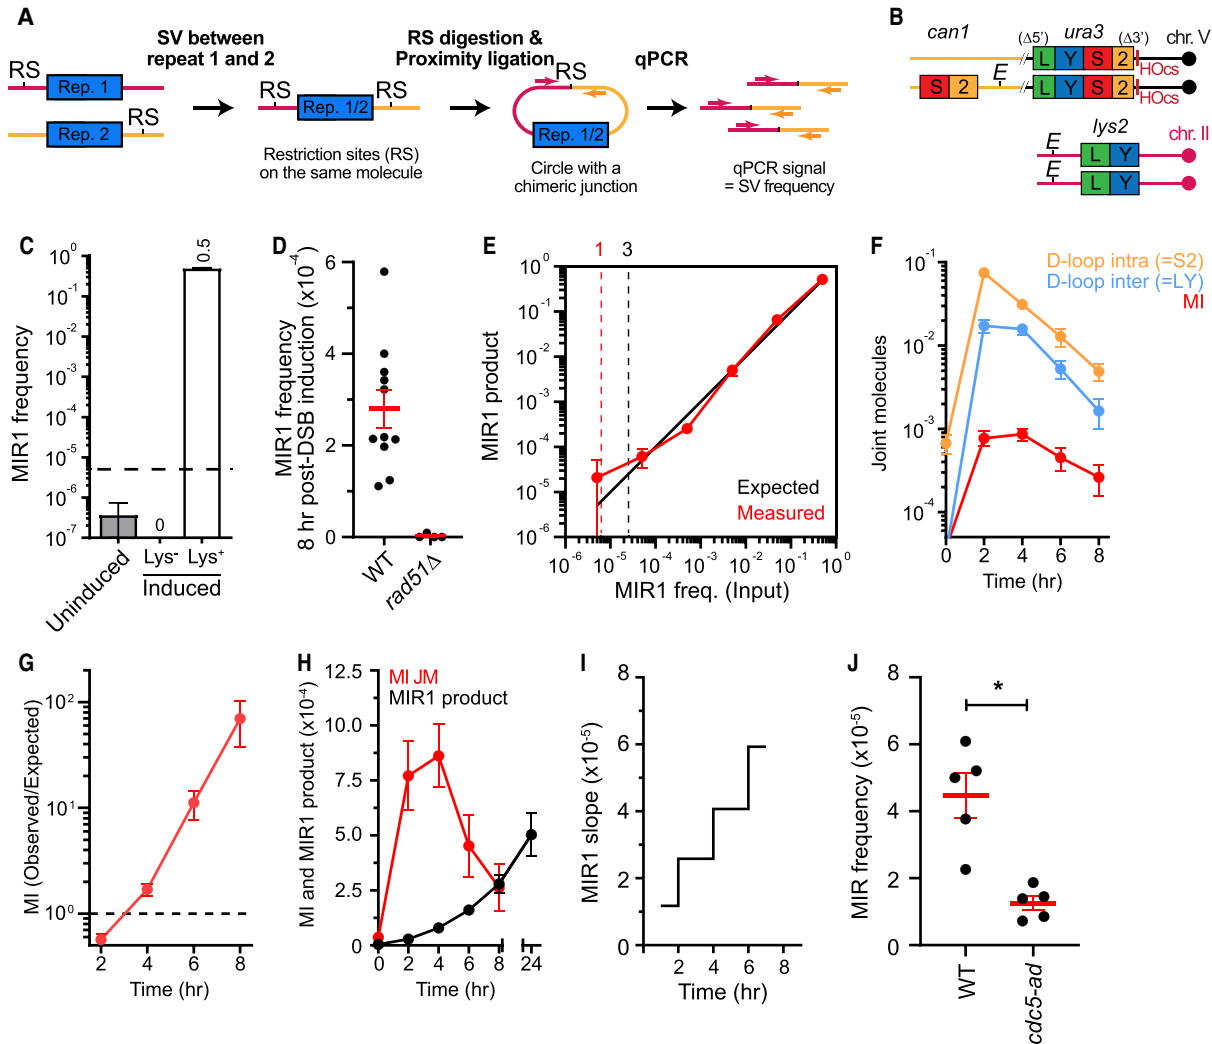 A
SV between
repeat 1 and 2
RS digestion &
Proximity ligation
qPCR
RS
Rep. 1
Rep. 2
RS
RS
RS
Rep. 1/2
RS
Rep. 1/2
Restriction sites (RS)
on the same molecule
Circle with a
chimeric junction
qPCR signal
= SV frequency
B
can1
(Δ5')
ura3
(Δ3')
chr. V
L Y S 2
HOcs
S 2
E
L Y S 2
HOcs
lys2
chr. II
E
L Y
E
L Y
C
MIR1 frequency
10^0
10^-1
10^-2
10^-3
10^-4
10^-5
10^-6
10^-7
0
0.5
Uninduced
Lys-
Lys+
Induced
D
MIR1 frequency
8 hr post-DSB induction (x10^-4)
6
4
2
0
WT
rad51Δ
E
1
3
MIR1 product
10^0
10^-1
10^-2
10^-3
10^-4
10^-5
10^-6
Expected
Measured
10^-6 10^-5 10^-4 10^-3 10^-2 10^-1 10^0
MIR1 freq. (Input)
F
D-loop intra (=S2)
D-loop inter (=LY)
MI
Joint molecules
10^-1
10^-2
10^-3
10^-4
0 2 4 6 8
Time (hr)
G
MI (Observed/Expected)
10^2
10^1
10^0
2 4 6 8
Time (hr)
H
MI JM
MIR1 product
MI and MIR1 product (x10^-4)
12.5
10.0
7.5
5.0
2.5
0
0 2 4 6 8 24
Time (hr)
I
MIR1 slope (x10^-5)
8
6
4
2
0
2 4 6 8
Time (hr)
J
MIR frequency (x10^-5)
8
6
4
2
0
*
WT
cdc5-ad